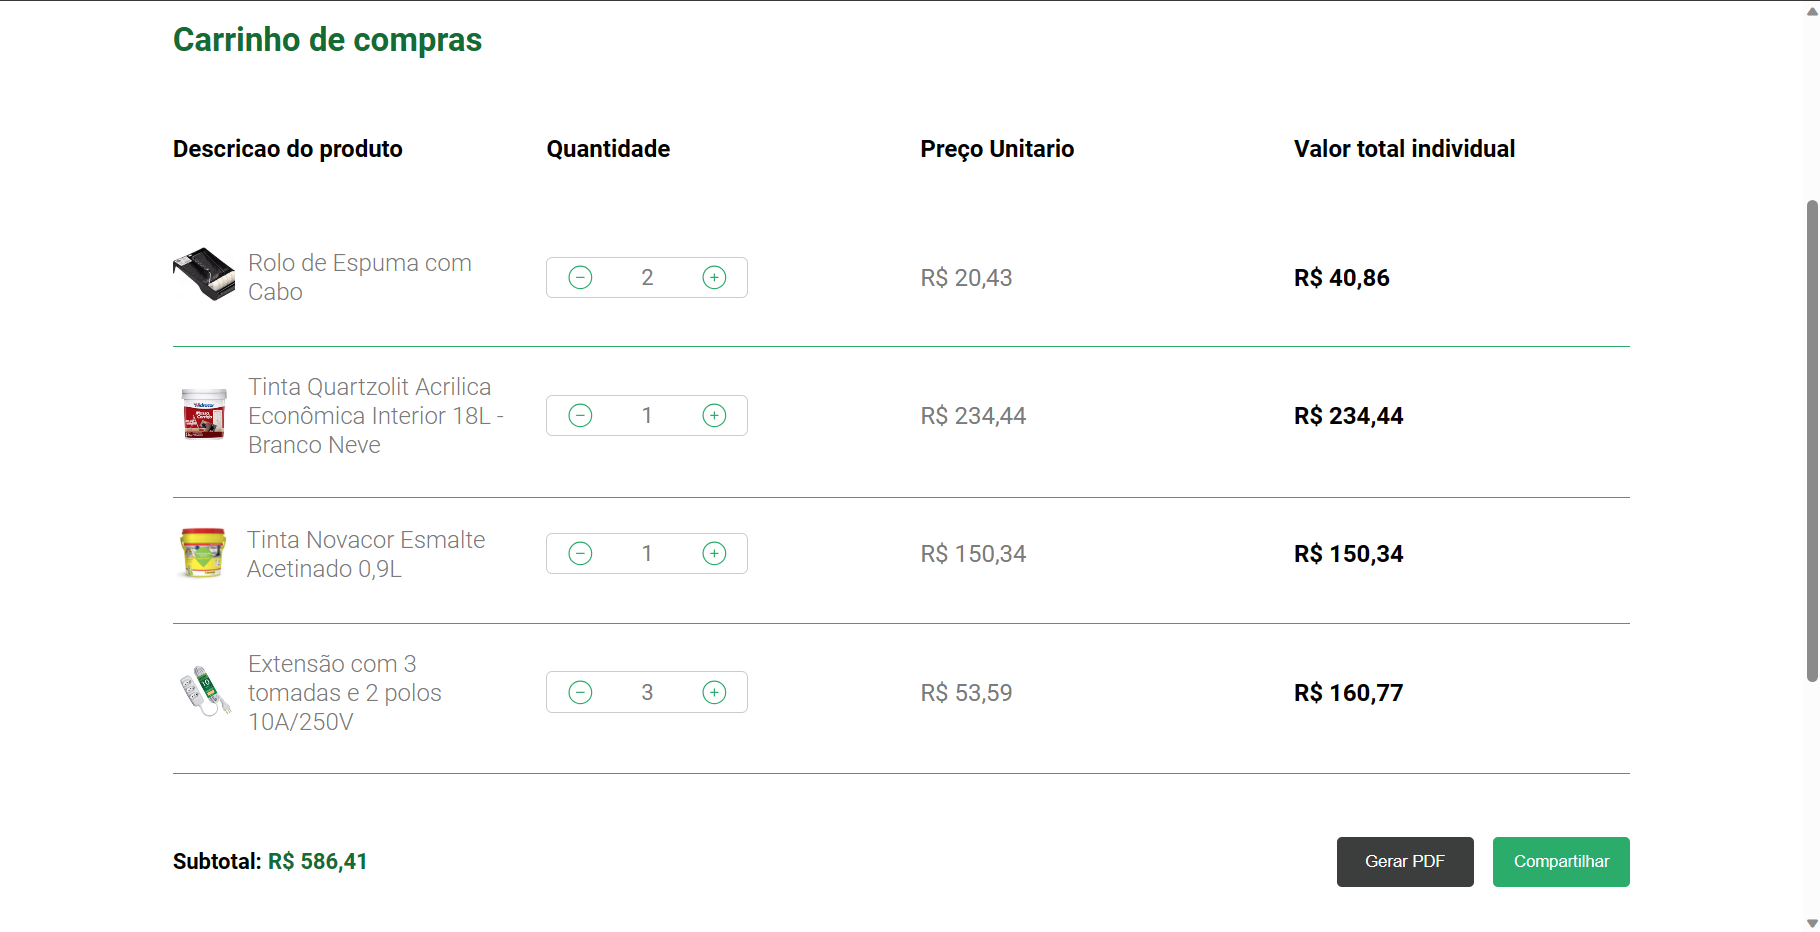 Carrinho de compras
Descricao do produto Quantidade Preço Unitario Valor total individual
Rolo de Espuma com
Cabo
2 R$ 20,43 R$ 40,86
Tinta Quartzolit Acrilica
Econômica Interior 18L -
Branco Neve
1 R$ 234,44 R$ 234,44
Tinta Novacor Esmalte
Acetinado 0,9L
1 R$ 150,34 R$ 150,34
Extensão com 3
tomadas e 2 polos
10A/250V
3 R$ 53,59 R$ 160,77
Subtotal: R$ 586,41
Gerar PDF
Compartilhar